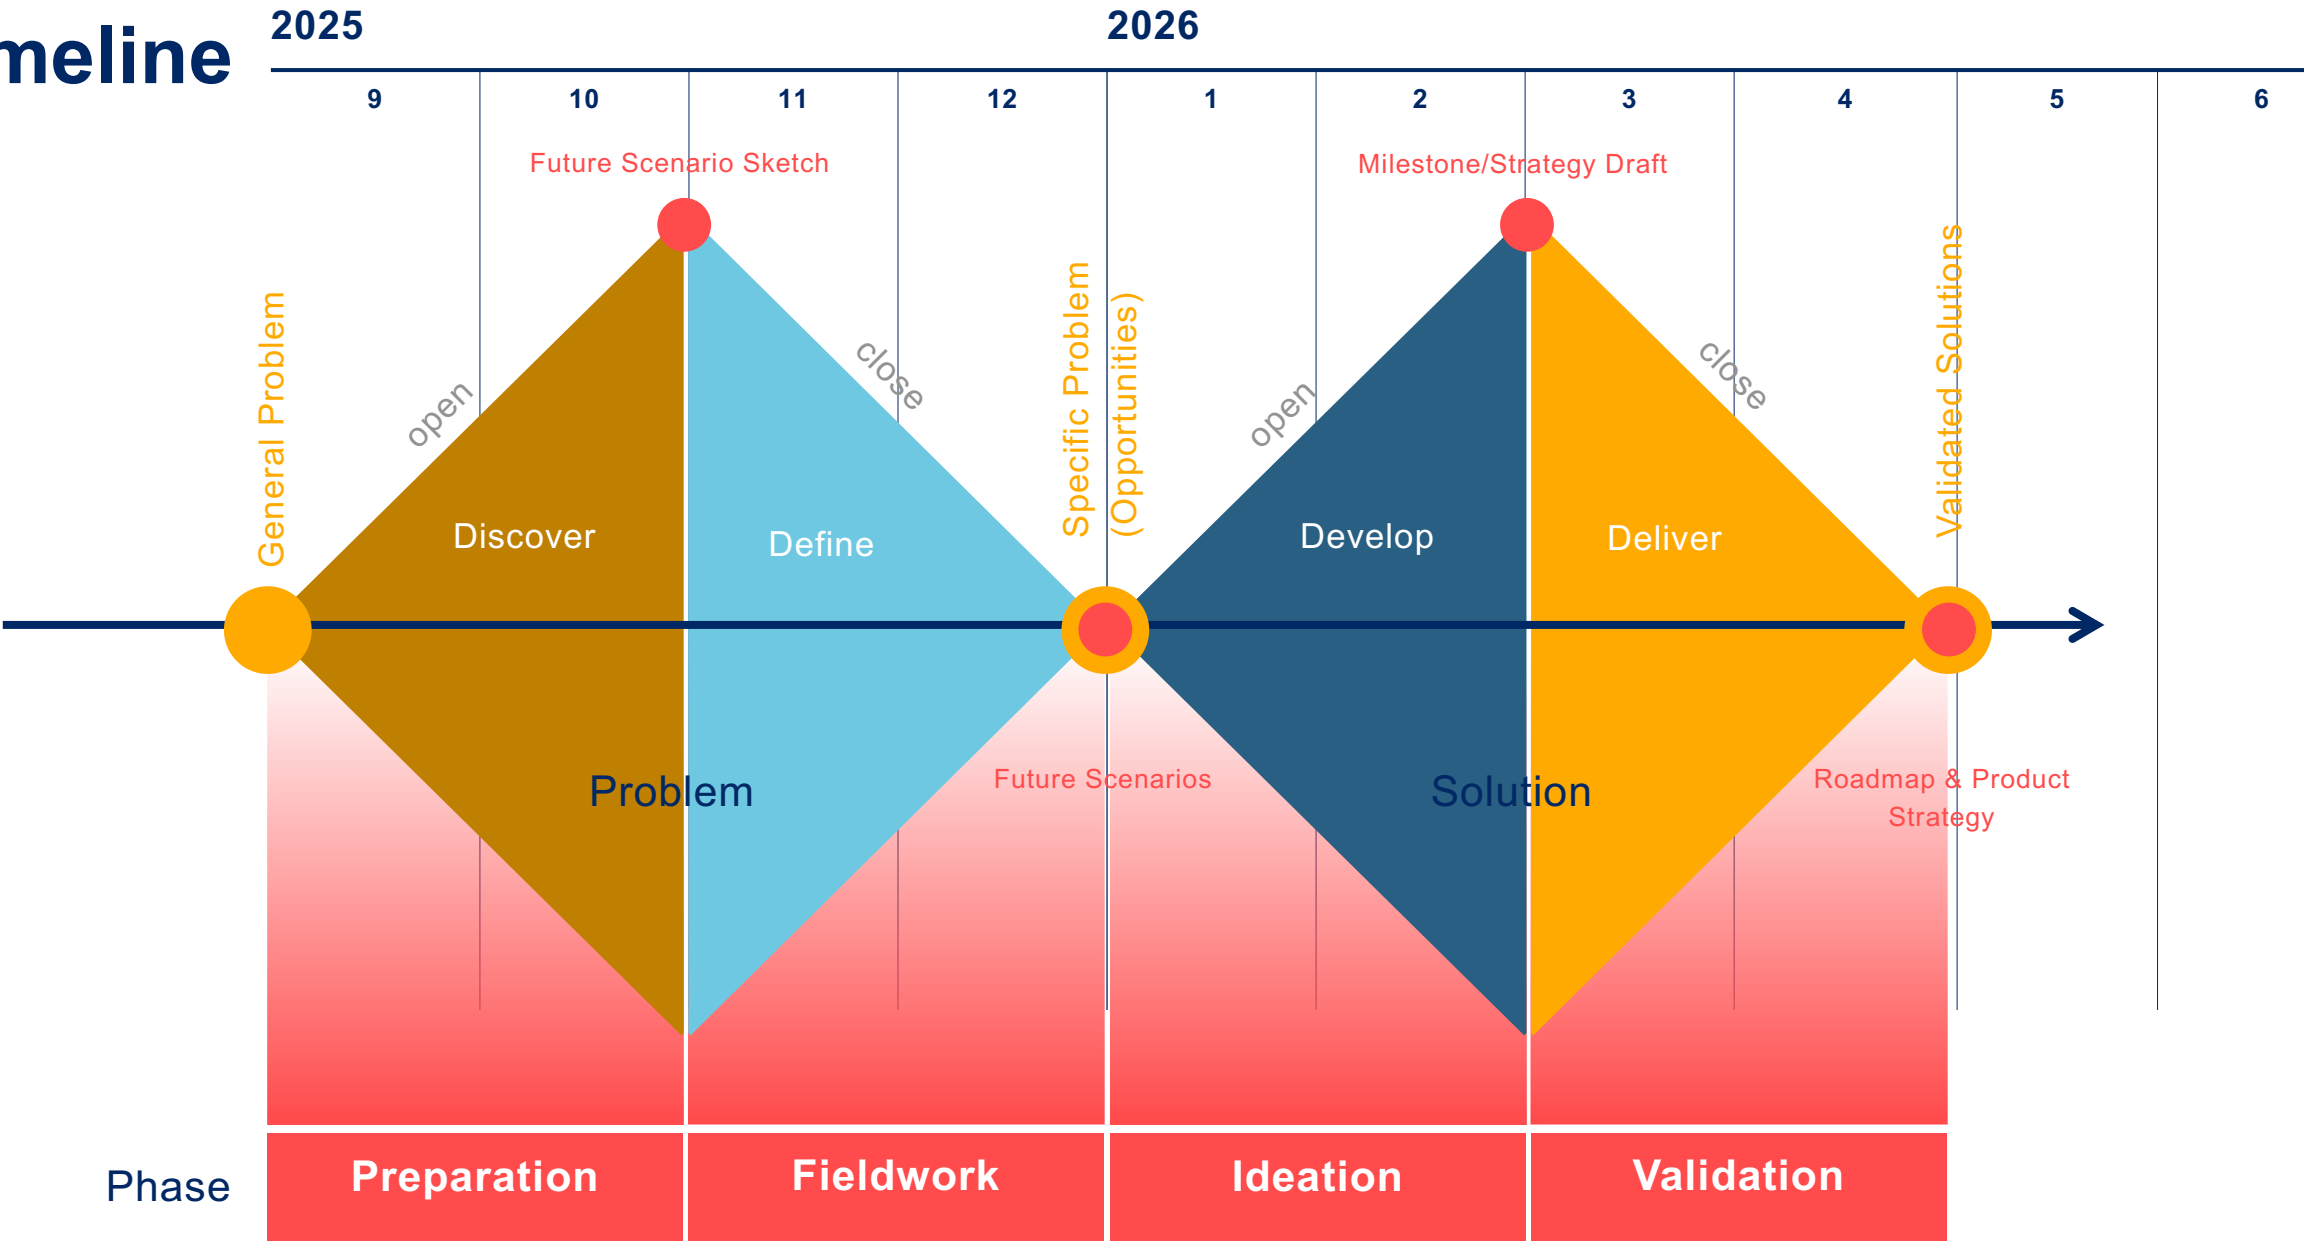 meline
2025
2026
9
10
11
12
1
2
3
4
5
6
Future Scenario Sketch
Milestone/Strategy Draft
General Problem
open
close
Specific Problem
(Opportunities)
open
close
Validated Solutions
Discover
Define
Develop
Deliver
Problem
Future Scenarios
Solution
Roadmap & Product
Strategy
Phase
Preparation
Fieldwork
Ideation
Validation